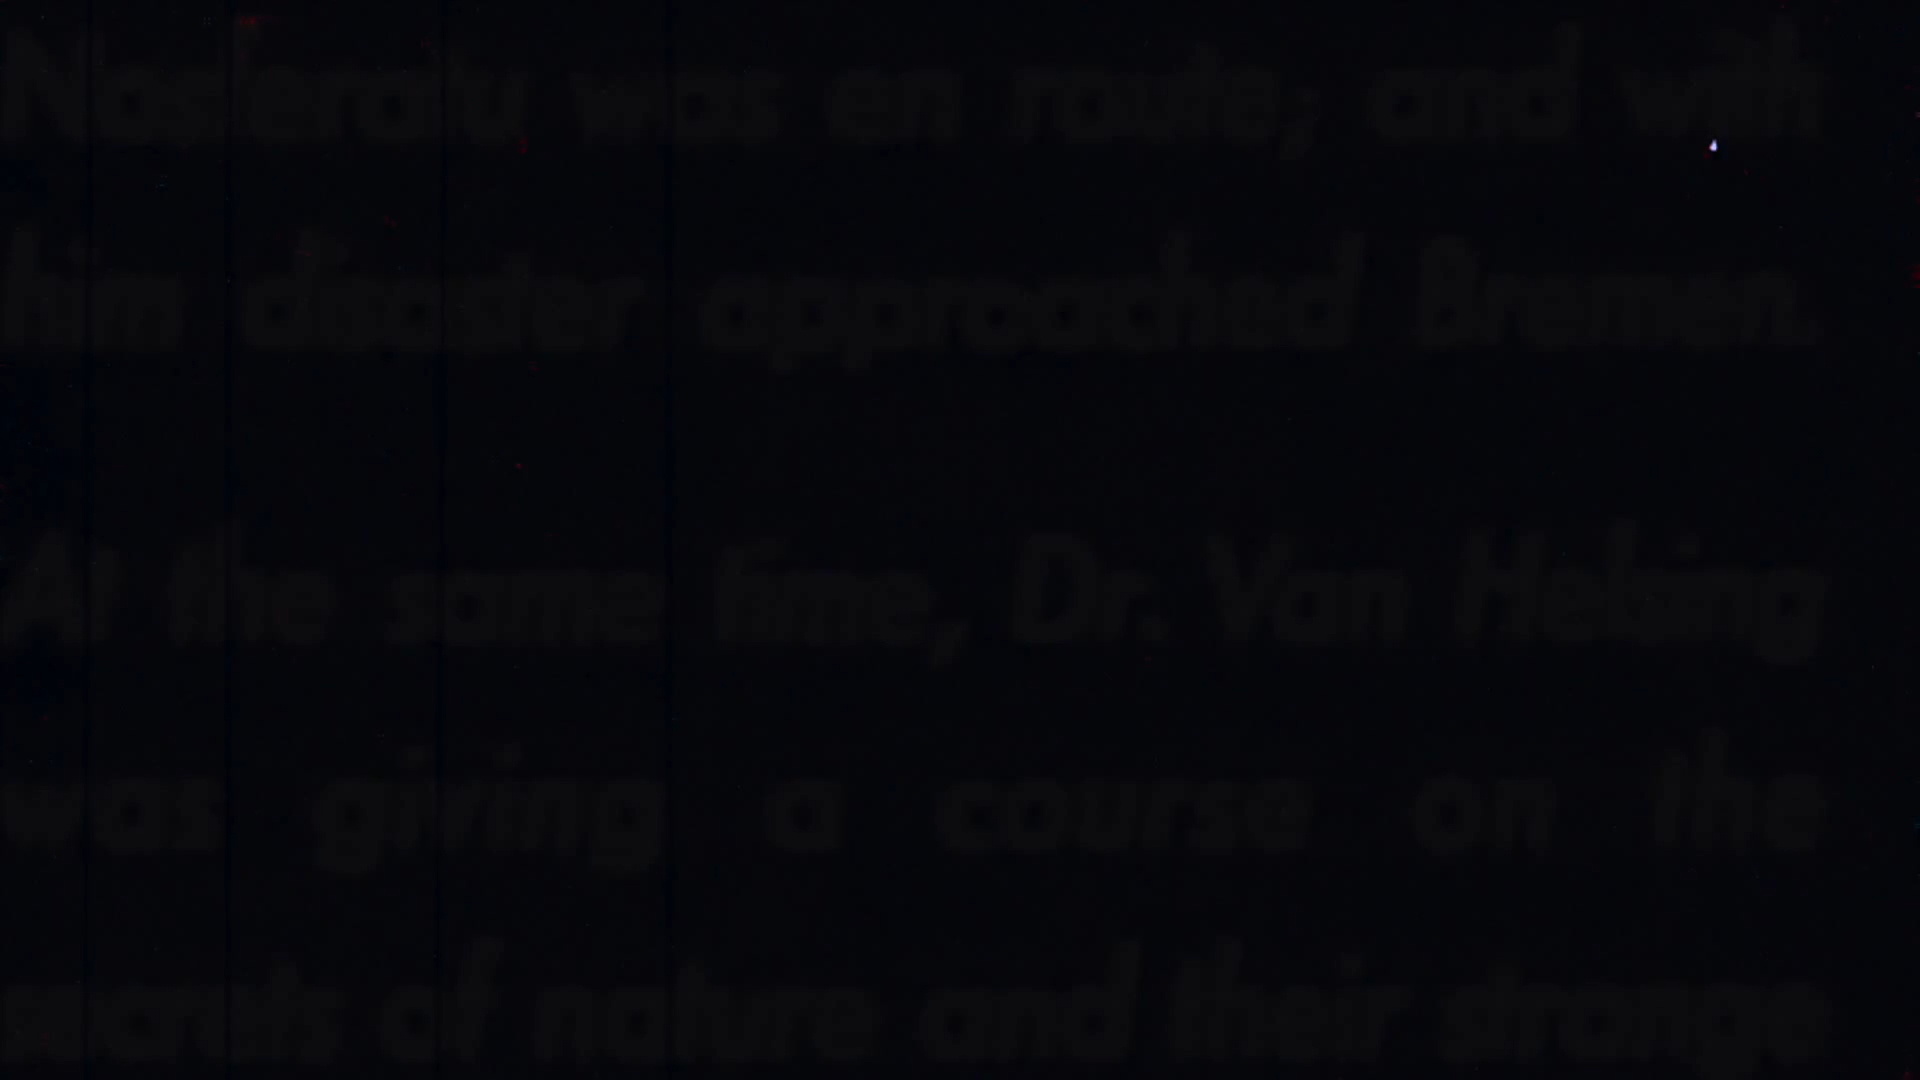 Nosferatu was en route; and with
him disaster approached Bremen.
At the same time, Dr. Van Helsing
was giving a course on the
secrets of nature and their strange